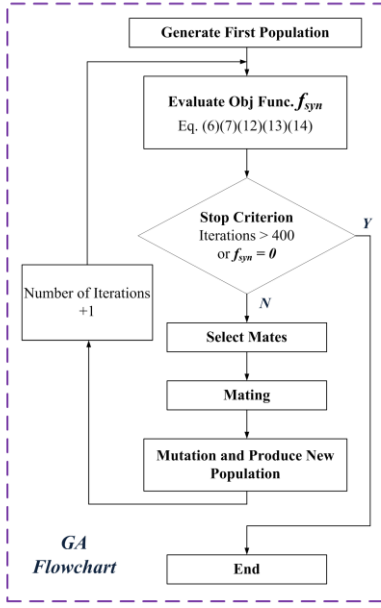 Generate First Population
Evaluate Obj Func. fsyn
Eq. (6)(7)(12)(13)(14)
Stop Criterion
Iterations > 400
or fsyn = 0
Y
N
Number of Iterations
+1
Select Mates
Mating
Mutation and Produce New
Population
GA
Flowchart
End